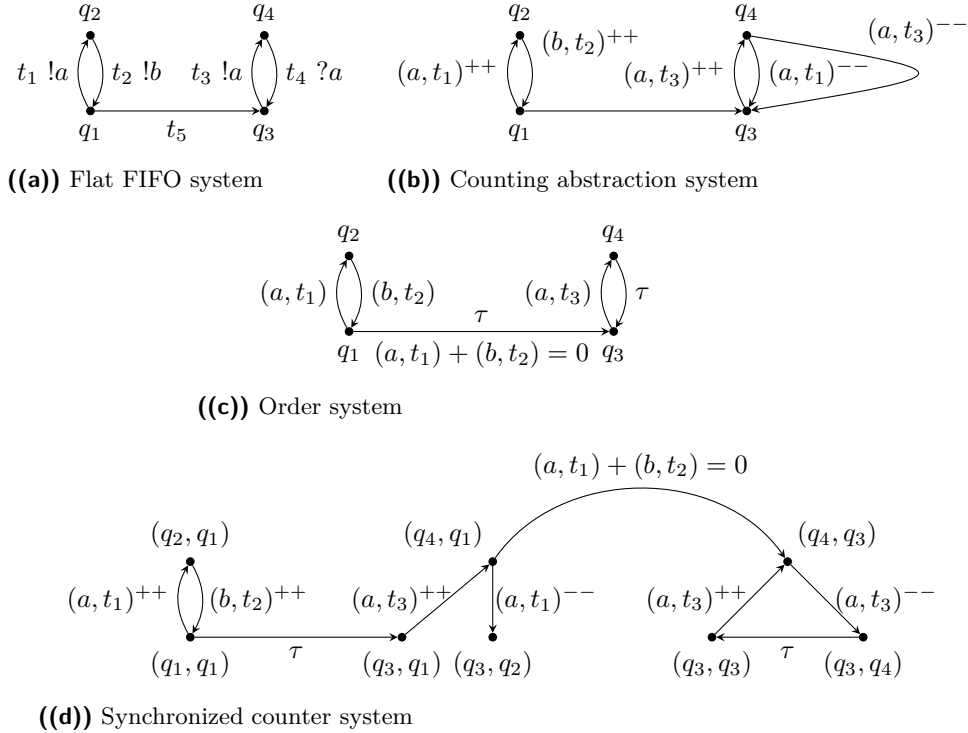 q₂ q₄
t₁ !a t₂ !b t₃ !a t₄ ?a
q₁ t₅ q₃
((a)) Flat FIFO system
q₂ q₄
(a, t₁)⁺⁺ (b, t₂)⁺⁺ (a, t₃)⁺⁺ (a, t₁)⁻⁻ (a, t₃)⁻⁻
q₁ q₃
((b)) Counting abstraction system
q₂ q₄
(a, t₁) (b, t₂) (a, t₃) τ
τ
q₁ (a, t₁) + (b, t₂) = 0 q₃
((c)) Order system
(a, t₁) + (b, t₂) = 0
(q₂, q₁) (q₄, q₁) (q₄, q₃)
(a, t₁)⁺⁺ (b, t₂)⁺⁺ (a, t₃)⁺⁺ (a, t₁)⁻⁻ (a, t₃)⁺⁺ (a, t₃)⁻⁻
(q₁, q₁) τ (q₃, q₁) (q₃, q₂) (q₃, q₃) τ (q₃, q₄)
((d)) Synchronized counter system